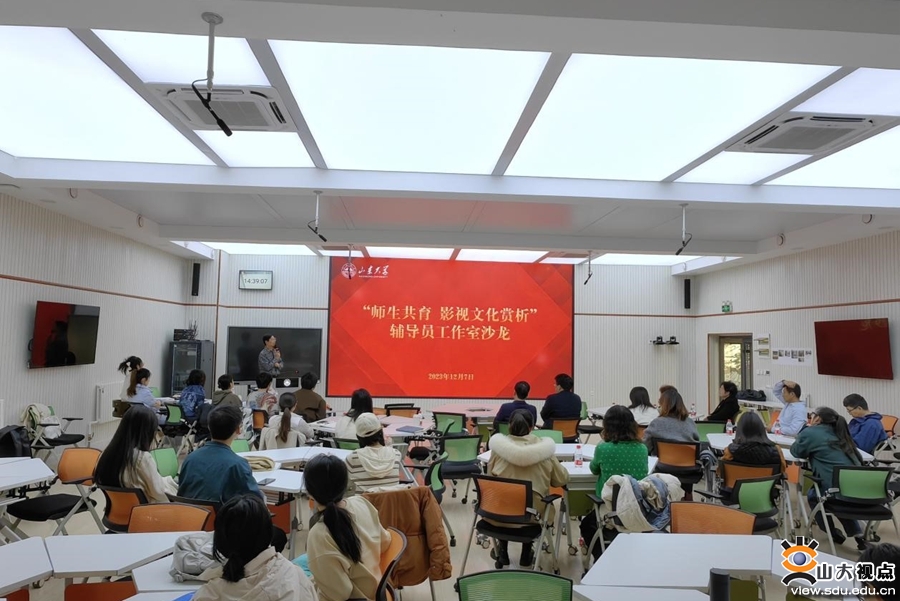 14:39:07
山东大学
“师生共育 影视文化赏析”
辅导员工作室沙龙
2023年12月7日
山大视点
view.sdu.edu.cn